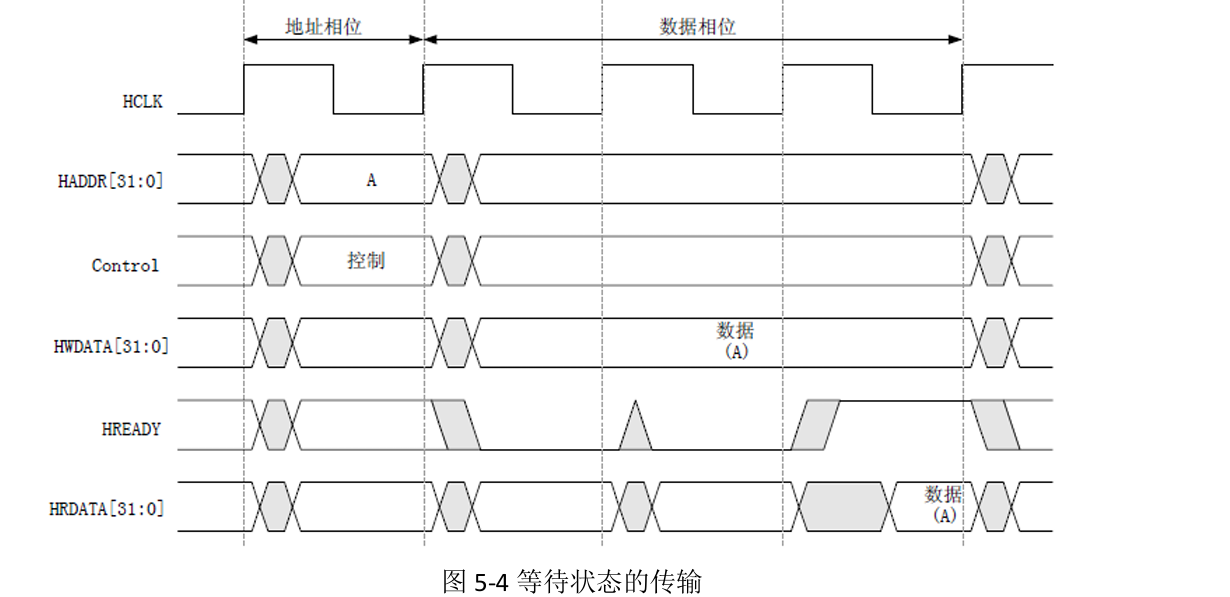 地址相位
数据相位
HCLK
HADDR[31:0]
A
Control
控制
HWDATA[31:0]
数据
(A)
HREADY
HRDATA[31:0]
数据
(A)
图 5-4 等待状态的传输